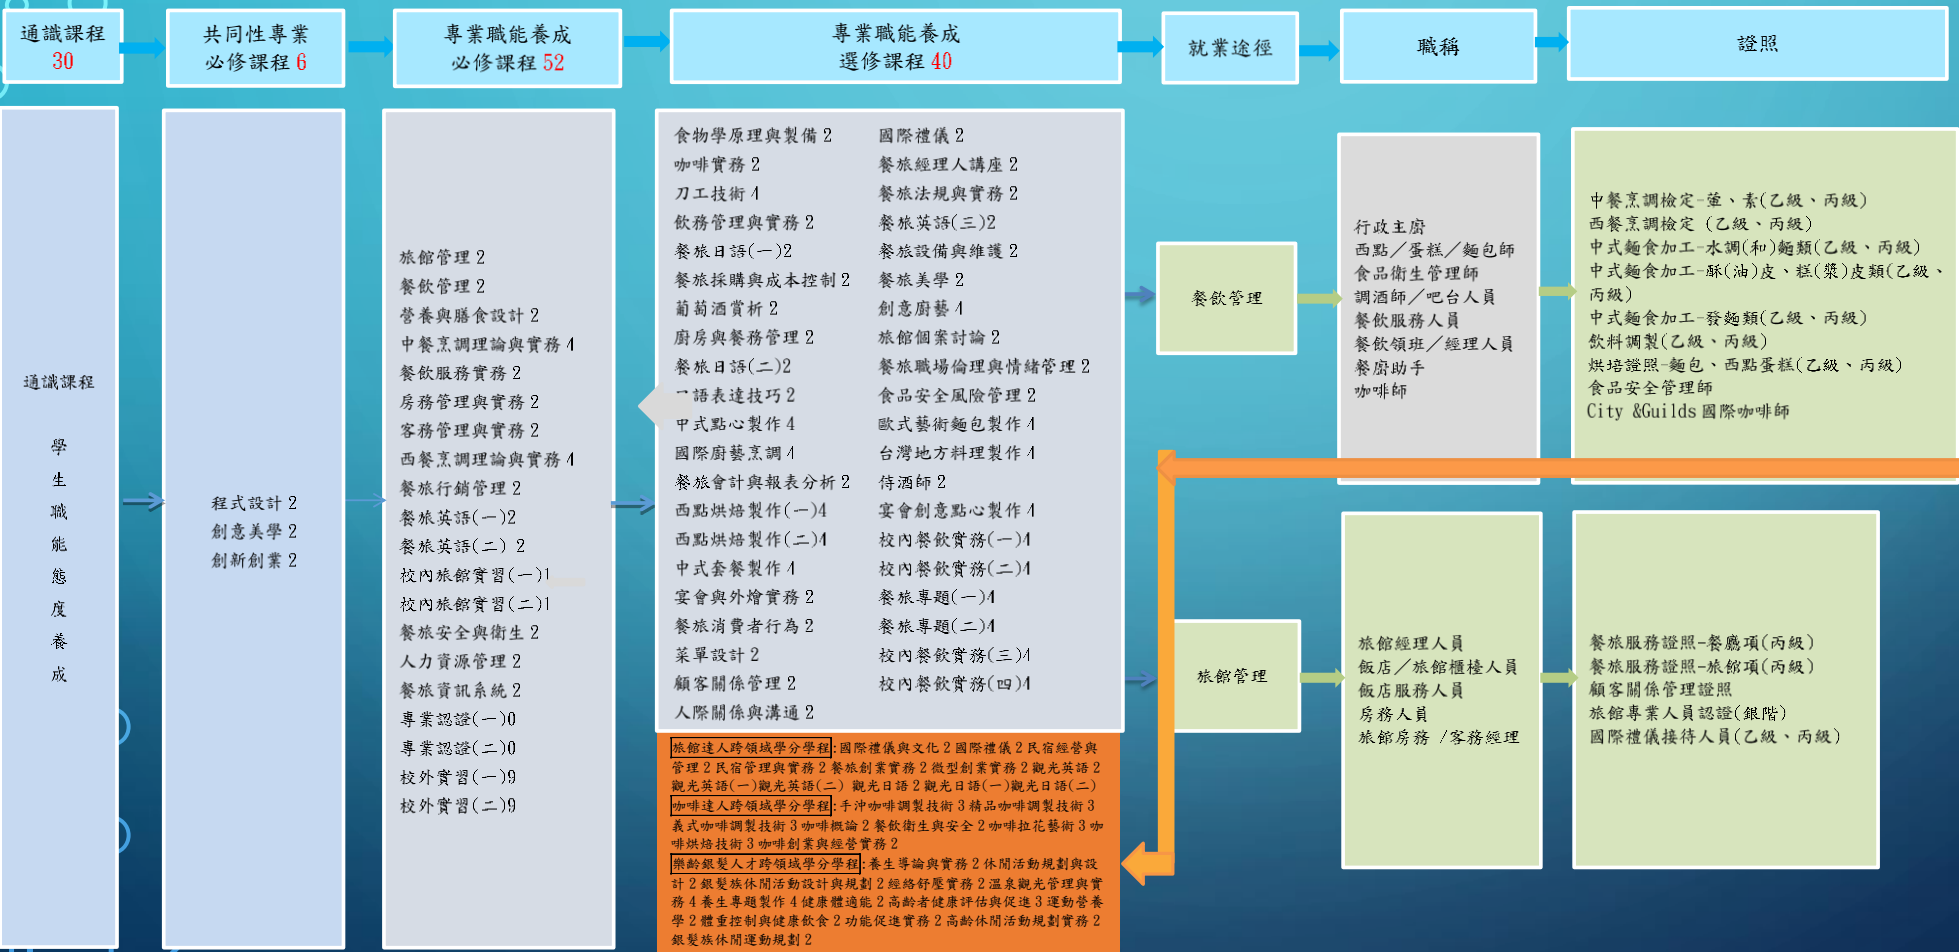 通識課程
30
共同性專業
必修課程 6
專業職能養成
必修課程 52
專業職能養成
選修課程 40
就業途徑
職稱
證照
通識課程
學
生
職
能
態
度
養
成
程式設計 2
創意美學 2
創新創業 2
旅館管理 2
餐飲管理 2
營養與膳食設計 2
中餐烹調理論與實務 4
餐飲服務實務 2
房務管理與實務 2
客務管理與實務 2
西餐烹調理論與實務 4
餐旅行銷管理 2
餐旅英語(一)2
餐旅英語(二) 2
校內旅館實習(一)1
校內旅館實習(二)1
餐旅安全與衛生 2
人力資源管理 2
餐旅資訊系統 2
專業認證(一)0
專業認證(二)0
校外實習(一)9
校外實習(二)9
食物學原理與製備 2
咖啡實務 2
刀工技術 4
飲務管理與實務 2
餐旅日語(一)2
餐旅採購與成本控制 2
葡萄酒賞析 2
廚房與餐務管理 2
餐旅日語(二)2
語表達技巧 2
中式點心製作 4
國際廚藝烹調 4
餐旅會計與報表分析 2
西點烘焙製作(一)4
西點烘焙製作(二)4
中式套餐製作 4
宴會與外燴實務 2
餐旅消費者行為 2
菜單設計 2
顧客關係管理 2
人際關係與溝通 2
國際禮儀 2
餐旅經理人講座 2
餐旅法規與實務 2
餐旅英語(三)2
餐旅設備與維護 2
餐旅美學 2
創意廚藝 4
旅館個案討論 2
餐旅職場倫理與情緒管理 2
食品安全風險管理 2
歐式藝術麵包製作 4
台灣地方料理製作 4
侍酒師 2
宴會創意點心製作 4
校內餐飲實務(一)4
校內餐飲實務(二)4
餐旅專題(一)4
餐旅專題(二)4
校內餐飲實務(三)4
校內餐飲實務(四)4
旅館達人跨領域學分學程:國際禮儀與文化 2 國際禮儀 2 民宿經營與
管理 2 民宿管理與實務 2 餐旅創業實務 2 微型創業實務 2 觀光英語 2
觀光英語(一)觀光英語(二) 觀光日語 2 觀光日語(一)觀光日語(二)
咖啡達人跨領域學分學程:手沖咖啡調製技術 3 精品咖啡調製技術 3
義式咖啡調製技術 3 咖啡概論 2 餐飲衛生與安全 2 咖啡拉花藝術 3 咖
啡烘焙技術 3 咖啡創業與經營實務 2
樂齡銀髮人才跨領域學分學程:養生導論與實務 2 休閒活動規劃與設
計 2 銀髮族休閒活動設計與規劃 2 經絡舒壓實務 2 溫泉觀光管理與實
務 4 養生專題製作 4 健康體適能 2 高齡者健康評估與促進 3 運動營養
學 2 體重控制與健康飲食 2 功能促進實務 2 高齡休閒活動規劃實務 2
銀髮族休閒運動規劃 2
餐飲管理
行政主廚
西點／蛋糕／麵包師
食品衛生管理師
調酒師／吧台人員
餐飲服務人員
餐飲領班／經理人員
餐廚助手
咖啡師
中餐烹調檢定-葷、素(乙級、丙級)
西餐烹調檢定 (乙級、丙級)
中式麵食加工-水調(和)麵類(乙級、丙級)
中式麵食加工-酥(油)皮、糕(漿)皮類(乙級、
丙級)
中式麵食加工-發麵類(乙級、丙級)
飲料調製(乙級、丙級)
烘培證照-麵包、西點蛋糕(乙級、丙級)
食品安全管理師
City &Guilds 國際咖啡師
旅館管理
旅館經理人員
飯店／旅館櫃檯人員
飯店服務人員
房務人員
旅館房務 /客務經理
餐旅服務證照-餐廳項(丙級)
餐旅服務證照-旅館項(丙級)
顧客關係管理證照
旅館專業人員認證(銀階)
國際禮儀接待人員(乙級、丙級)